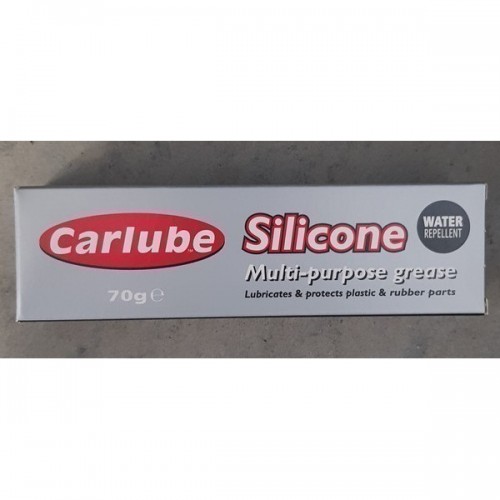 Carlube
70g e
Silicone
Multi-purpose grease
Lubricates & protects plastic & rubber parts
WATER
REPELLENT